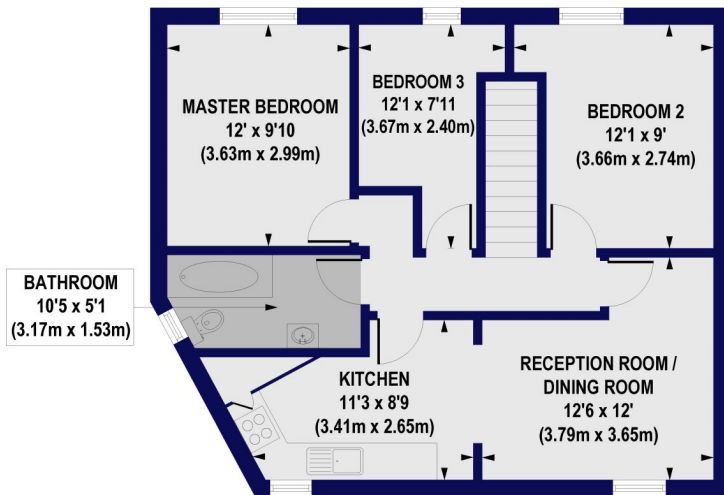 MASTER BEDROOM
12' x 9'10
(3.63m x 2.99m)
BEDROOM 3
12'1 x 7'11
(3.67m x 2.40m)
BEDROOM 2
12'1 x 9'
(3.66m x 2.74m)
BATHROOM
10'5 x 5'1
(3.17m x 1.53m)
KITCHEN
11'3 x 8'9
(3.41m x 2.65m)
RECEPTION ROOM /
DINING ROOM
12'6 x 12'
(3.79m x 3.65m)